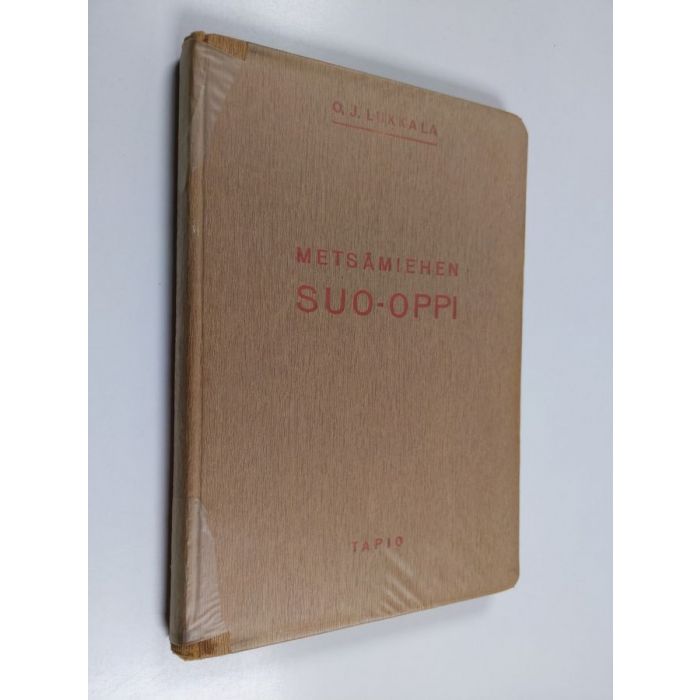 O. J. LUKKALA
METSÄMIEHEN
SUO-OPPI
TAPIO